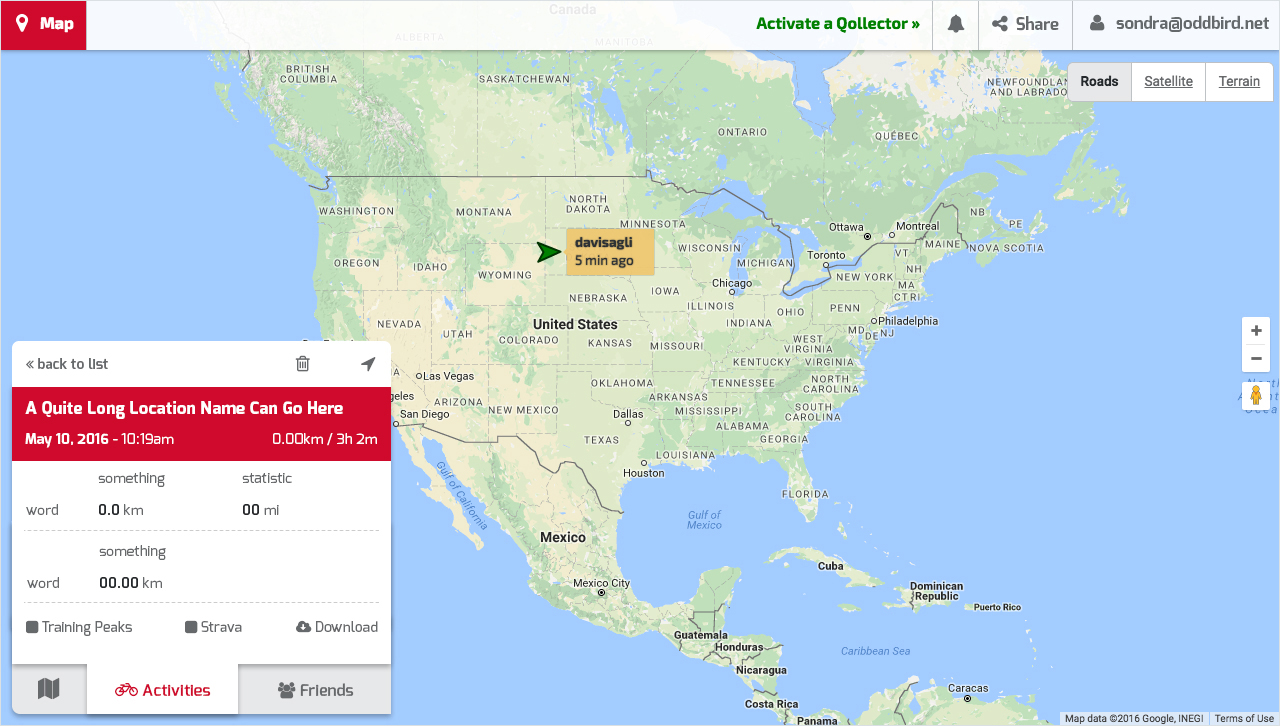 Map
Activate a Qollector »
Share
sondra@oddbird.net
Roads
Satellite
Terrain
Canada
ALBERTA
MANITOBA
BRITISH
COLUMBIA
SASKATCHEWAN
NEWFOUNDLAN
AND LABRADO
ONTARIO
QUÉBEC
WASHINGTON
MONTANA
NORTH
DAKOTA
MINNESOTA
Ottawa
Montreal
NB
PE
NOVA SCOTIA
MAINE
VT
davisagli
5 min ago
OREGON
IDAHO
WYOMING
WISCONSIN
MICHIGAN
Toronto
NEW YORK
MA
CT RI
Chicago
IOWA
NEBRASKA
ILLINOIS
OHIO
PENN
INDIANA
Philadelphia
MD
DE
NJ
NEVADA
UTAH
United States
COLORADO
KANSAS
MISSOURI
WEST
VIRGINIA
KENTUCKY
VIRGINIA
Las Vegas
OKLAHOMA
TENNESSEE
NORTH
CAROLINA
ARKANSAS
geles
ARIZONA
NEW MEXICO
San Diego
Dallas
MISSISSIPPI
SOUTH
CAROLINA
ALABAMA
TEXAS
GEORGIA
LOUISIANA
Houston
FLORIDA
Gulf of California
Gulf of
Mexico
Mexico
Mexico City
Cuba
Dominican
Republic
Puerto Rico
Guatemala
Honduras
Nicaragua
Caribbean Sea
Costa Rica
Panama
Caracas
« back to list
A Quite Long Location Name Can Go Here
May 10, 2016 - 10:19am
0.00km / 3h 2m
something
statistic
word
0.0 km
00 mi
something
word
00.00 km
Training Peaks
Strava
Download
Activities
Friends
+
−
Map data ©2016 Google, INEGI
Terms of Use